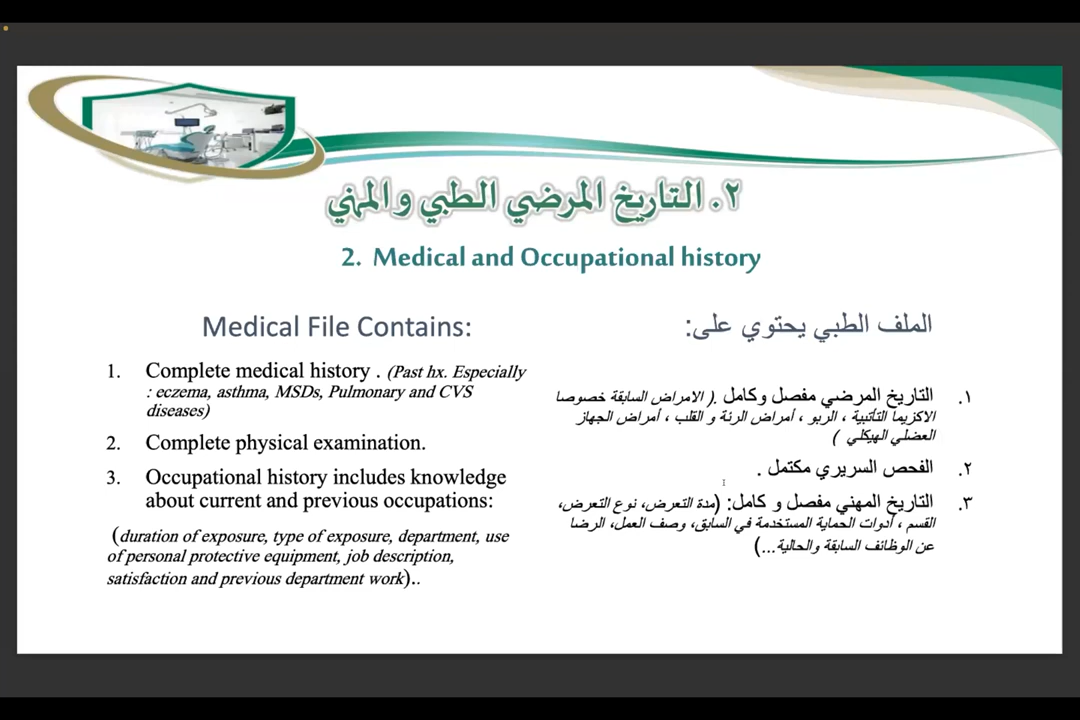 ٢. التاريخ المرضي الطبي والمهني
2. Medical and Occupational history
Medical File Contains:
1. Complete medical history . (Past hx. Especially
: eczema, asthma, MSDs, Pulmonary and CVS
diseases)
2. Complete physical examination.
3. Occupational history includes knowledge
about current and previous occupations:
(duration of exposure, type of exposure, department, use
of personal protective equipment, job description,
satisfaction and previous department work)..
الملف الطبي يحتوي على:
١. التاريخ المرضي مفصل وكامل .( الامراض السابقة خصوصا
الاكزيما التأتبية ، الربو ، أمراض الرئة و القلب ، أمراض الجهاز
العضلي الهيكلي )
٢. الفحص السريري مكتمل .
٣. التاريخ المهني مفصل و كامل: (مدة التعرض، نوع التعرض،
القسم ، أدوات الحماية المستخدمة في السابق، وصف العمل، الرضا
عن الوظائف السابقة والحالية...)